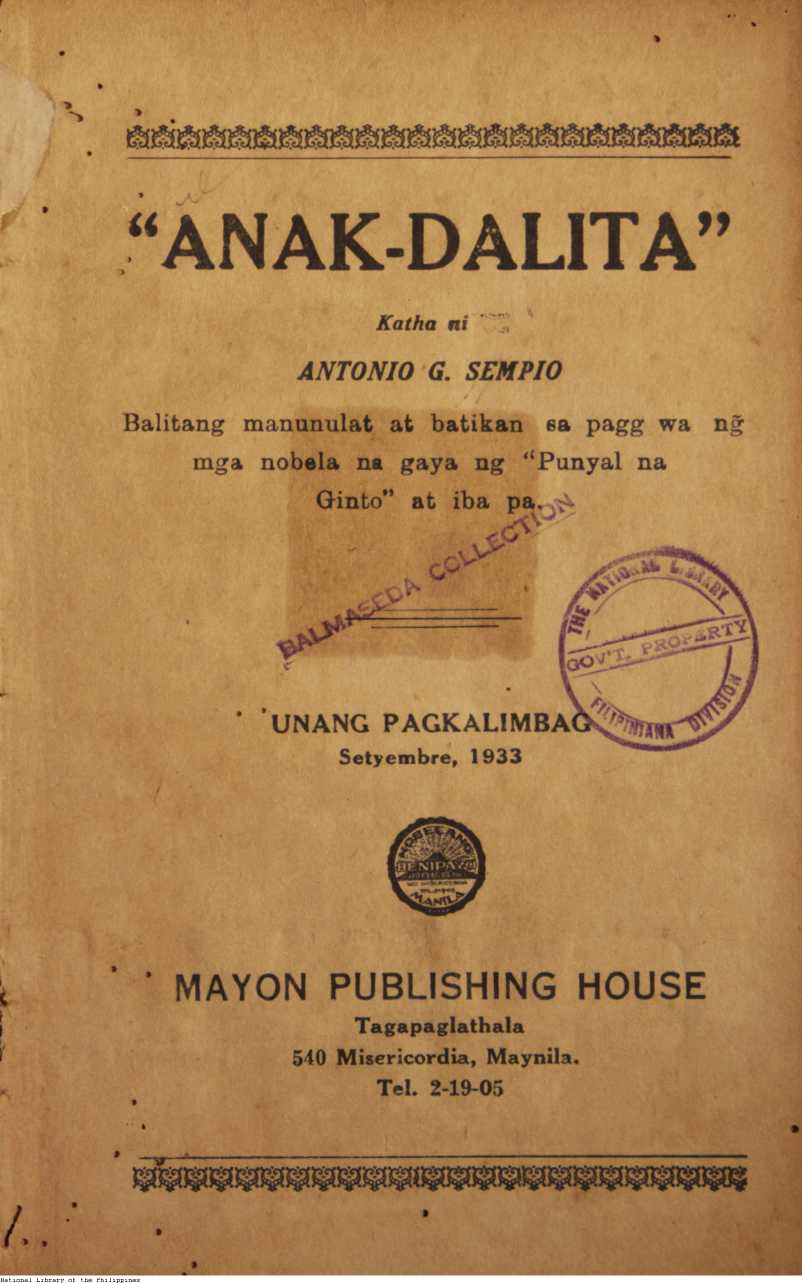 “ANAK-DALITA”
Katha ni
ANTONIO G. SEMPIO
Balitang manunulat at batikan sa pagg wa ng̃
mga nobela na gaya ng “Punyal na
Ginto” at iba pa.
BALMASEDA COLLECTION
THE NATIONAL LIBRARY
GOV'T. PROPERTY
FILIPINIANA DIVISION
UNANG PAGKALIMBAG
Setyembre, 1933
BENIPAYO
MANILA
MAYON PUBLISHING HOUSE
Tagapaglathala
540 Misericordia, Maynila.
Tel. 2-19-05
National Library of the Philippines